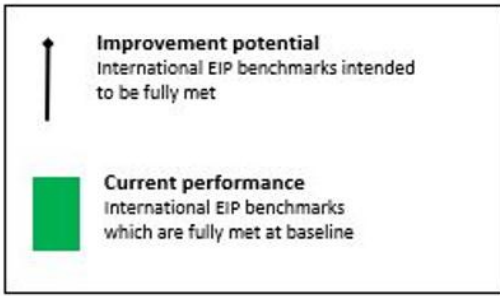 Improvement potential
International EIP benchmarks intended
to be fully met
Current performance
International EIP benchmarks
which are fully met at baseline